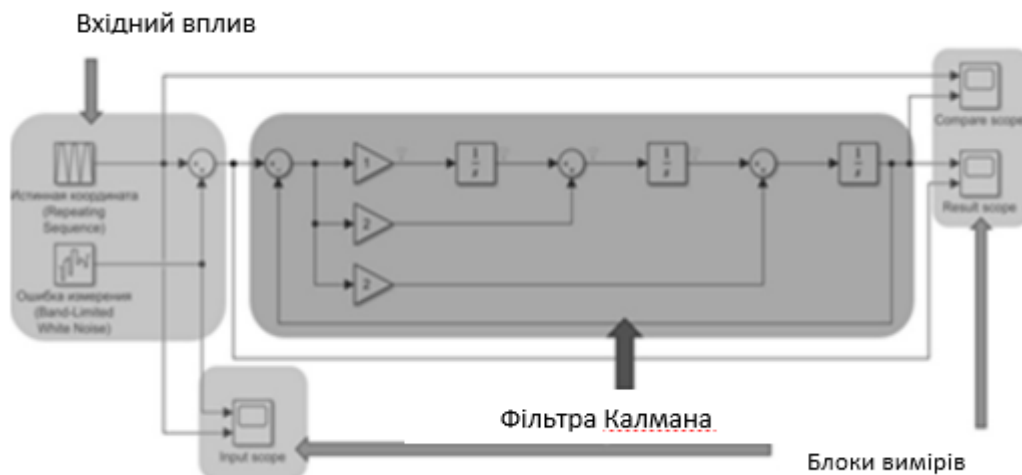 Вхідний вплив
Истинная координата
(Repeating
Sequence)
Ошибка измерения
(Band-Limited
White Noise)
1
2
2
1
s
1
s
1
s
Compare scope
Result scope
Input scope
Фільтра Калмана
Блоки вимірів